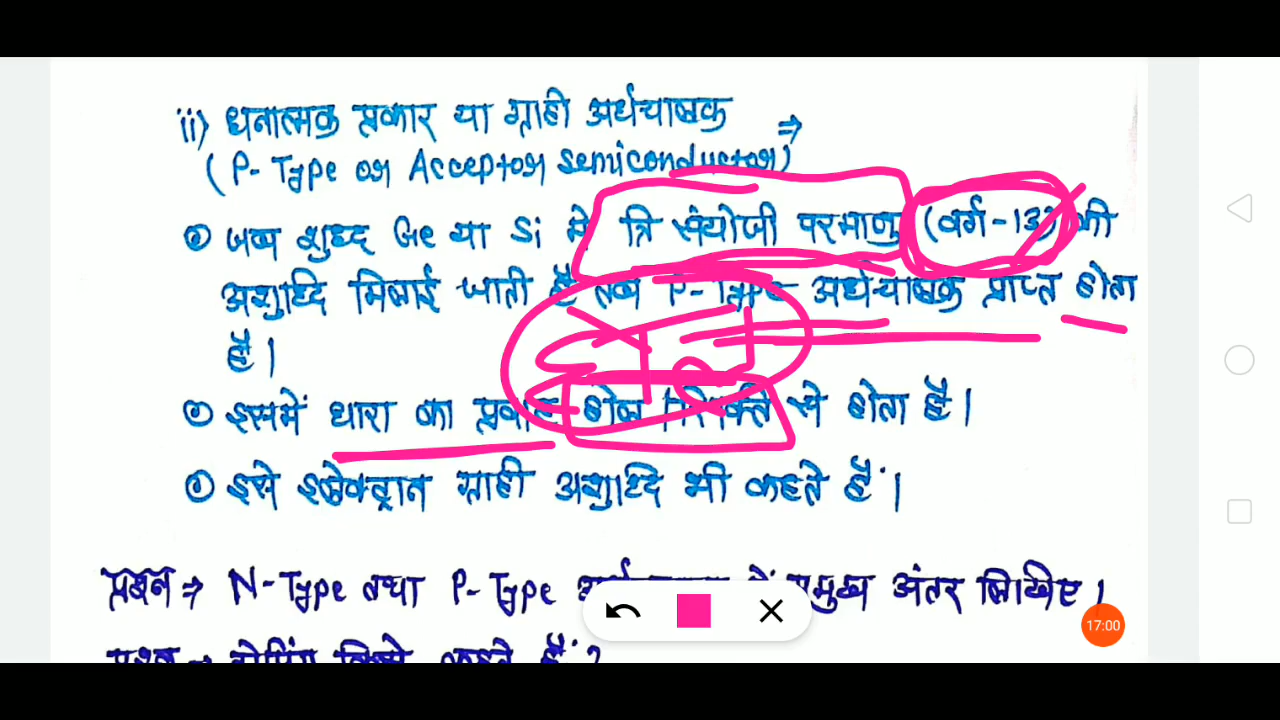 ii) धनात्मक प्रकार या ग्राही अर्धचालक ⇒
(P-Type or Acceptor semiconductor)
जब शुध्द Ge या Si में त्रि संयोजी परमाणु (वर्ग-13) की
अशुध्दि मिलाई जाती है तब P-Type अर्धचालक प्राप्त होता
है।
इसमें धारा का प्रवाह होल से होता है।
इसे इलेक्ट्रान ग्राही अशुध्दि भी कहते हैं।
प्रश्न ⇒ N-Type तथा P-Type में प्रमुख अंतर लिखिए।
17:00